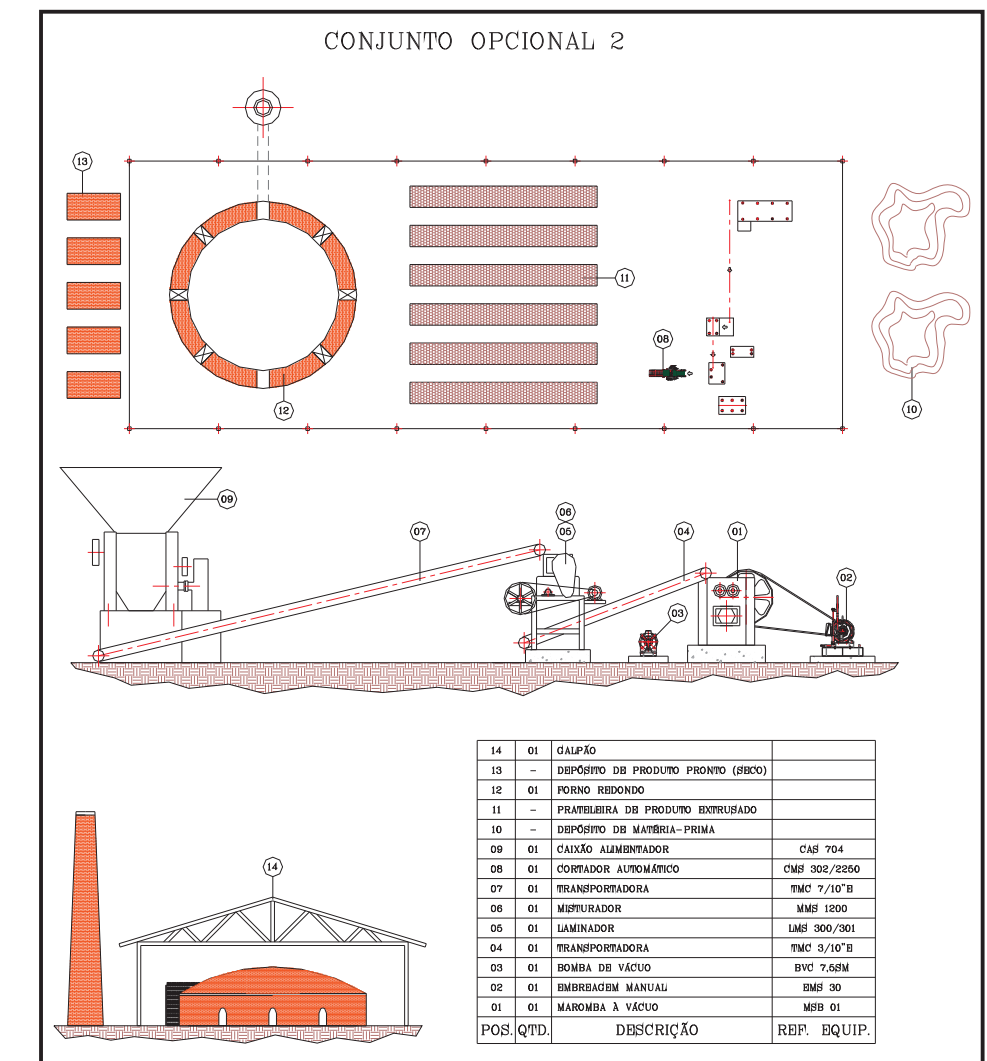 CONJUNTO OPCIONAL 2
13
11
08
12
10
09
07
06
05
04
01
02
03
14 01 GALPÃO
13 - DEPÓSITO DE PRODUTO PRONTO (SECO)
12 01 FORNO REDONDO
11 - PRATELEIRA DE PRODUTO EXTRUSADO
10 - DEPÓSITO DE MATÉRIA-PRIMA
09 01 CAIXÃO ALIMENTADOR CAS 704
08 01 CORTADOR AUTOMÁTICO CMS 302/2250
07 01 TRANSPORTADORA TMC 7/10"E
06 01 MISTURADOR MMS 1200
05 01 LAMINADOR LMS 300/301
04 01 TRANSPORTADORA TMC 3/10"E
03 01 BOMBA DE VÁCUO BVC 7,5SM
02 01 EMBREAGEM MANUAL EMS 30
01 01 MAROMBA À VÁCUO MSB 01
POS. QTD. DESCRIÇÃO REF. EQUIP.
14